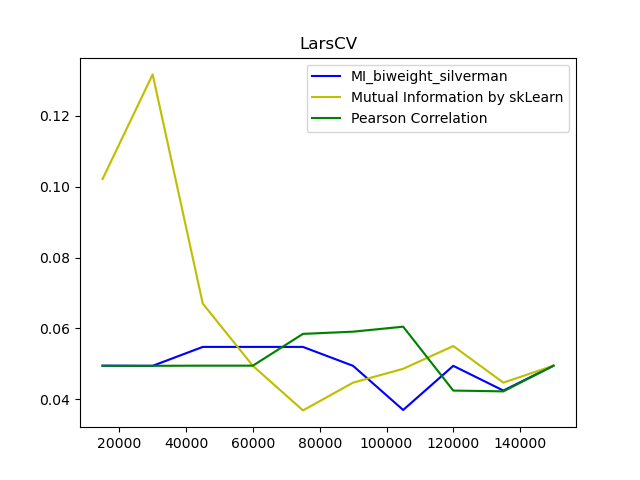 LarsCV
MI_biweight_silverman
Mutual Information by skLearn
Pearson Correlation
0.12
0.10
0.08
0.06
0.04
20000 40000 60000 80000 100000 120000 140000